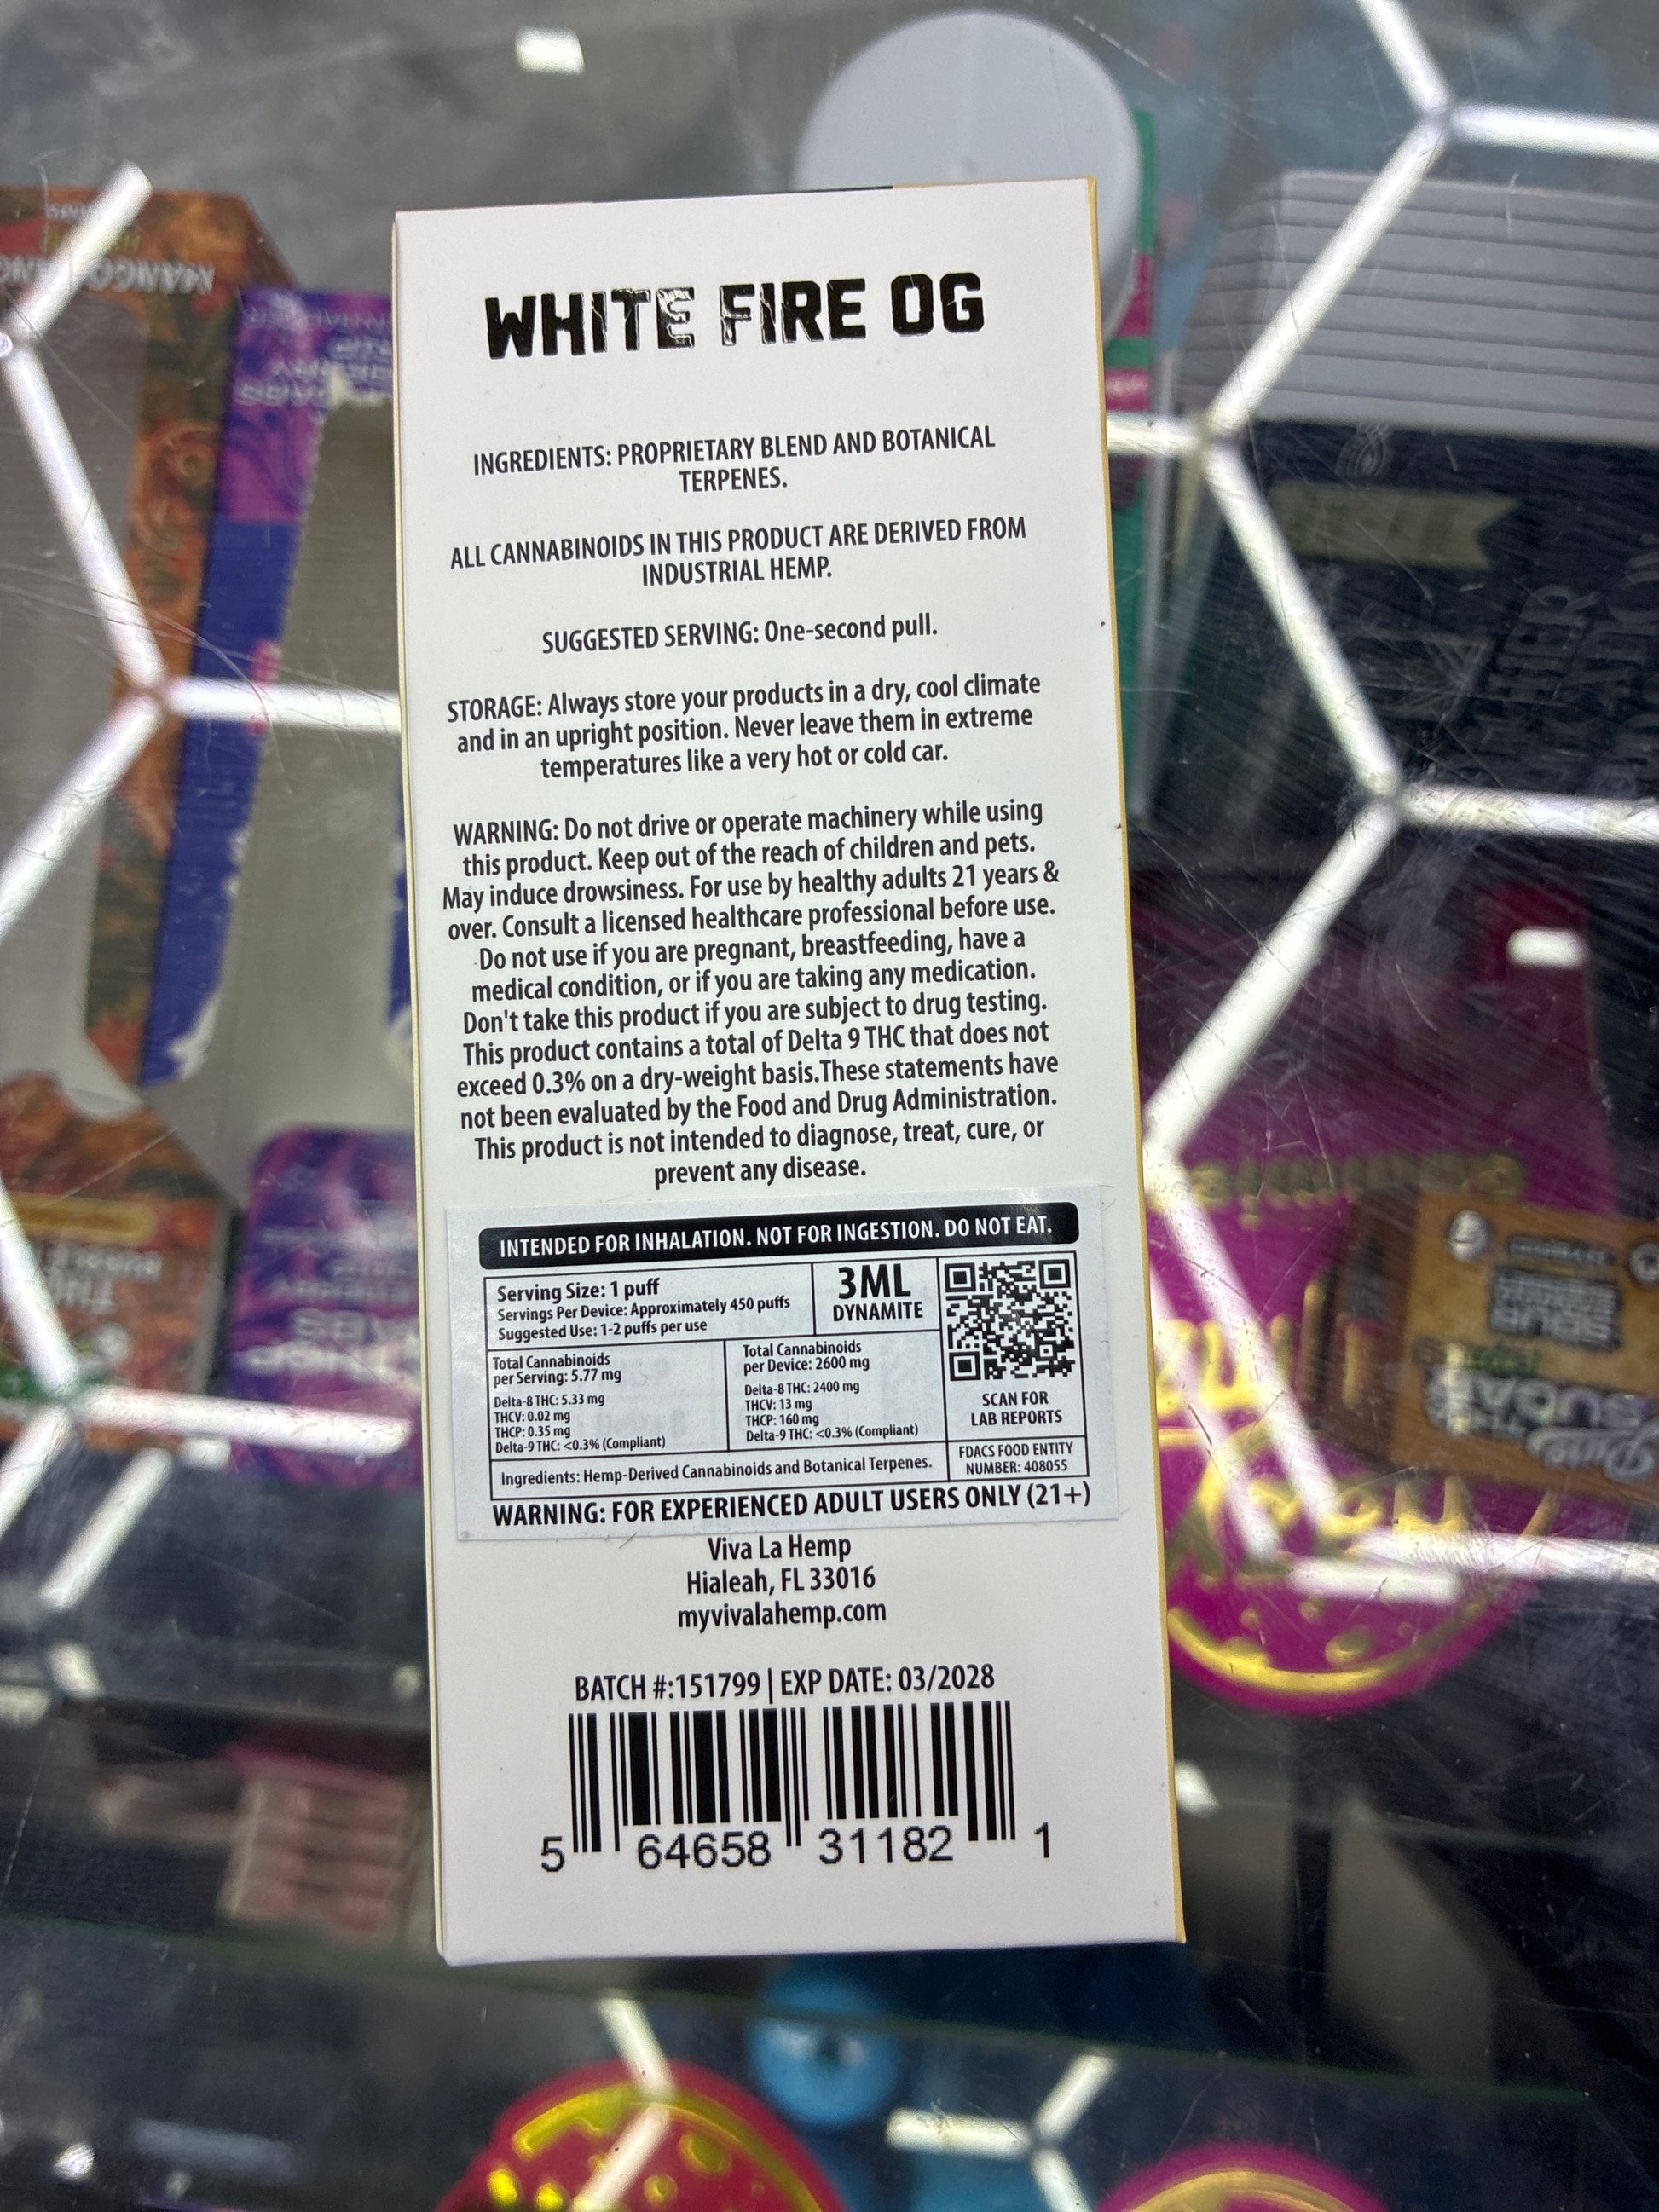 WHITE FIRE OG
INGREDIENTS: PROPRIETARY BLEND AND BOTANICAL
TERPENES.
ALL CANNABINOIDS IN THIS PRODUCT ARE DERIVED FROM
INDUSTRIAL HEMP.
SUGGESTED SERVING: One-second pull.
STORAGE: Always store your products in a dry, cool climate
and in an upright position. Never leave them in extreme
temperatures like a very hot or cold car.
WARNING: Do not drive or operate machinery while using
this product. Keep out of the reach of children and pets.
May induce drowsiness. For use by healthy adults 21 years &
over. Consult a licensed healthcare professional before use.
Do not use if you are pregnant, breastfeeding, have a
medical condition, or if you are taking any medication.
Don't take this product if you are subject to drug testing.
This product contains a total of Delta 9 THC that does not
exceed 0.3% on a dry-weight basis.These statements have
not been evaluated by the Food and Drug Administration.
This product is not intended to diagnose, treat, cure, or
prevent any disease.
INTENDED FOR INHALATION. NOT FOR INGESTION. DO NOT EAT.
Serving Size: 1 puff
Servings Per Device: Approximately 450 puffs
Suggested Use: 1-2 puffs per use
3ML
DYNAMITE
Total Cannabinoids
per Serving: 5.77 mg
Delta-8 THC: 5.33 mg
THCV: 0.02 mg
THCP: 0.35 mg
Delta-9 THC: <0.3% (Compliant)
Total Cannabinoids
per Device: 2600 mg
Delta-8 THC: 2400 mg
THCV: 13 mg
THCP: 160 mg
Delta-9 THC: <0.3% (Compliant)
SCAN FOR
LAB REPORTS
Ingredients: Hemp-Derived Cannabinoids and Botanical Terpenes.
FDACS FOOD ENTITY
NUMBER: 408055
WARNING: FOR EXPERIENCED ADULT USERS ONLY (21+)
Viva La Hemp
Hialeah, FL 33016
myvivalahemp.com
BATCH #:151799 | EXP DATE: 03/2028
5 64658 31182 1